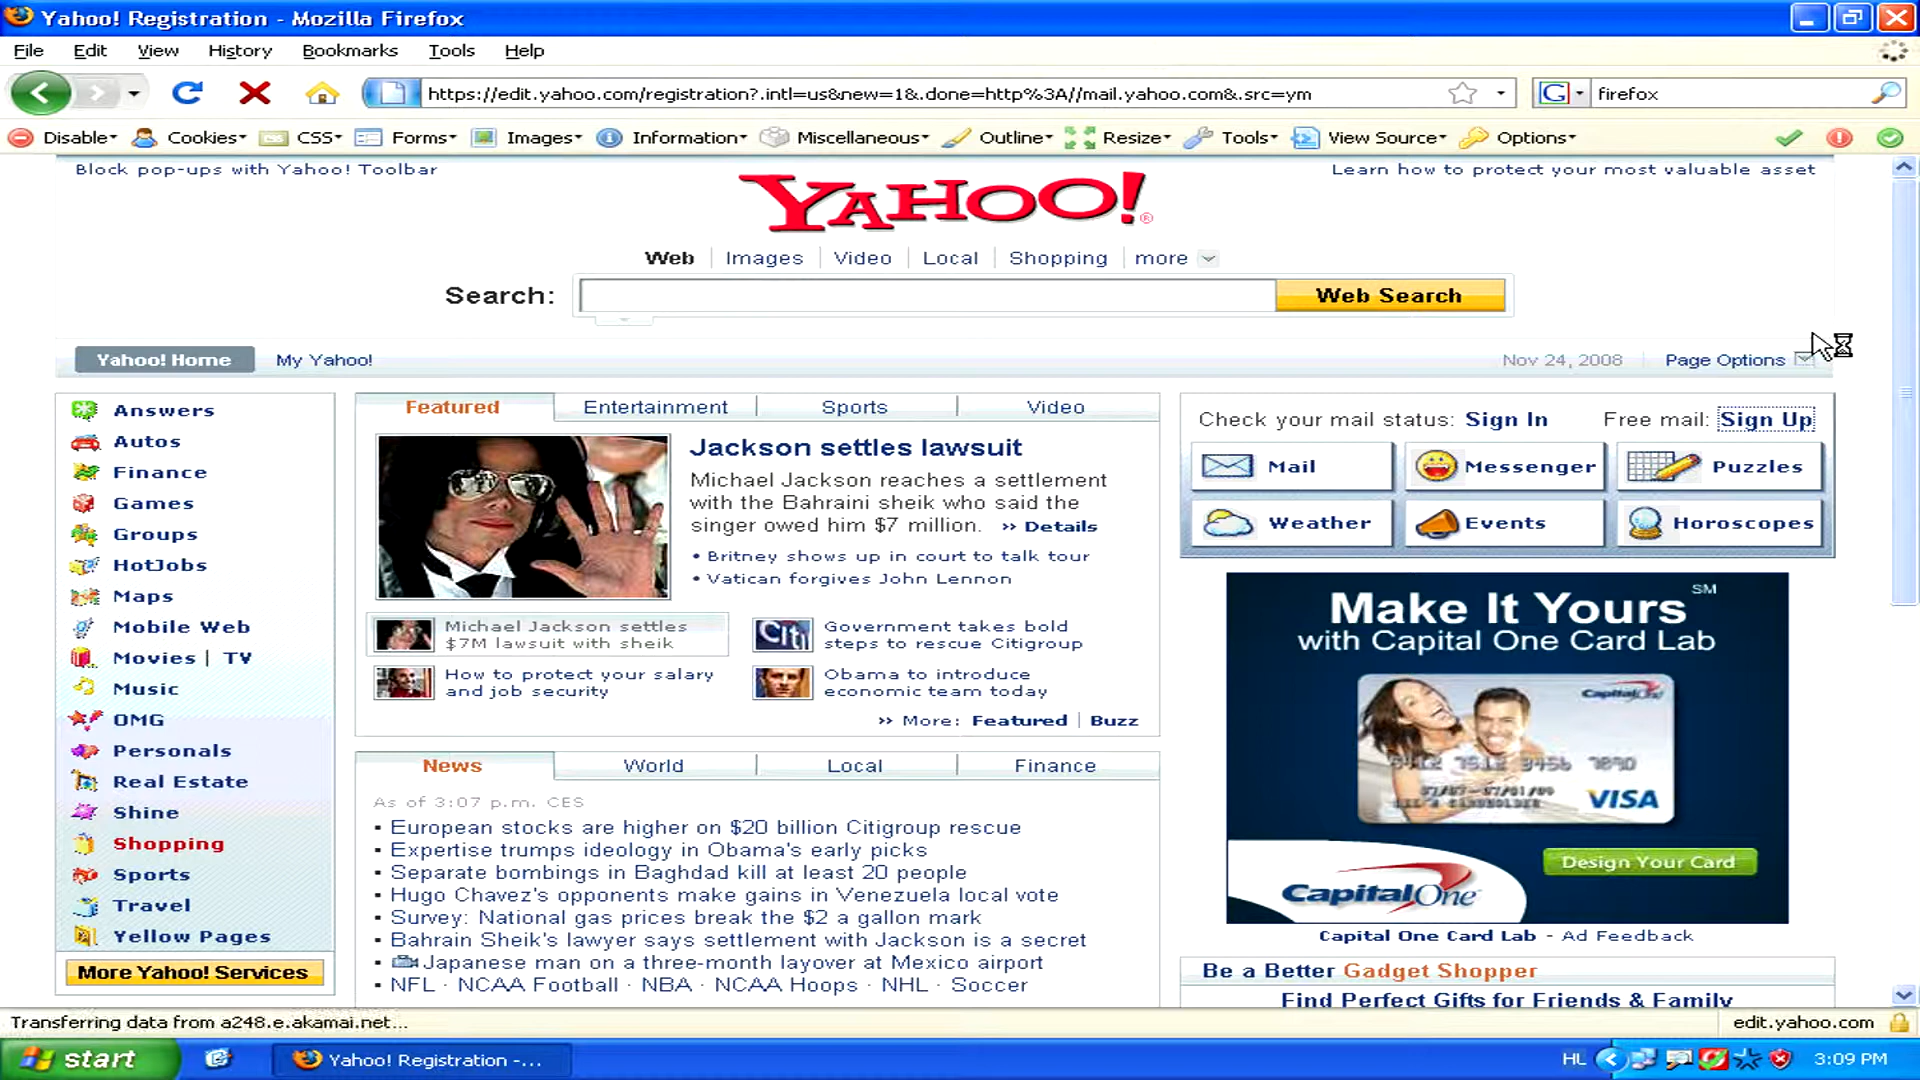 Yahoo! Registration - Mozilla Firefox
File Edit View History Bookmarks Tools Help
https://edit.yahoo.com/registration?.intl=us&new=1&.done=http%3A//mail.yahoo.com&.src=ym
G firefox
Disable Cookies CSS Forms Images Information Miscellaneous Outline Resize Tools View Source Options
Block pop-ups with Yahoo! Toolbar
Learn how to protect your most valuable asset
YAHOO!®
Web Images Video Local Shopping more
Search: Web Search
Yahoo! Home My Yahoo!
Nov 24, 2008 Page Options
Answers
Autos
Finance
Games
Groups
HotJobs
Maps
Mobile Web
Movies | TV
Music
OMG
Personals
Real Estate
Shine
Shopping
Sports
Travel
Yellow Pages
More Yahoo! Services
Featured Entertainment Sports Video
Jackson settles lawsuit
Michael Jackson reaches a settlement
with the Bahraini sheik who said the
singer owed him $7 million. » Details
• Britney shows up in court to talk tour
• Vatican forgives John Lennon
Michael Jackson settles
$7M lawsuit with sheik
Citi
Government takes bold
steps to rescue Citigroup
How to protect your salary
and job security
Obama to introduce
economic team today
» More: Featured | Buzz
News World Local Finance
As of 3:07 p.m. CES
▪ European stocks are higher on $20 billion Citigroup rescue
▪ Expertise trumps ideology in Obama's early picks
▪ Separate bombings in Baghdad kill at least 20 people
▪ Hugo Chavez's opponents make gains in Venezuela local vote
▪ Survey: National gas prices break the $2 a gallon mark
▪ Bahrain Sheik's lawyer says settlement with Jackson is a secret
▪ Japanese man on a three-month layover at Mexico airport
▪ NFL · NCAA Football · NBA · NCAA Hoops · NHL · Soccer
Check your mail status: Sign In Free mail: Sign Up
Mail Messenger Puzzles
Weather Events Horoscopes
Make It Yours SM
with Capital One Card Lab
CapitalOne
VISA
Design Your Card
CapitalOne
Capital One Card Lab - Ad Feedback
Be a Better Gadget Shopper
Find Perfect Gifts for Friends & Family
Transferring data from a248.e.akamai.net...
edit.yahoo.com
start Yahoo! Registration -... HL 3:09 PM